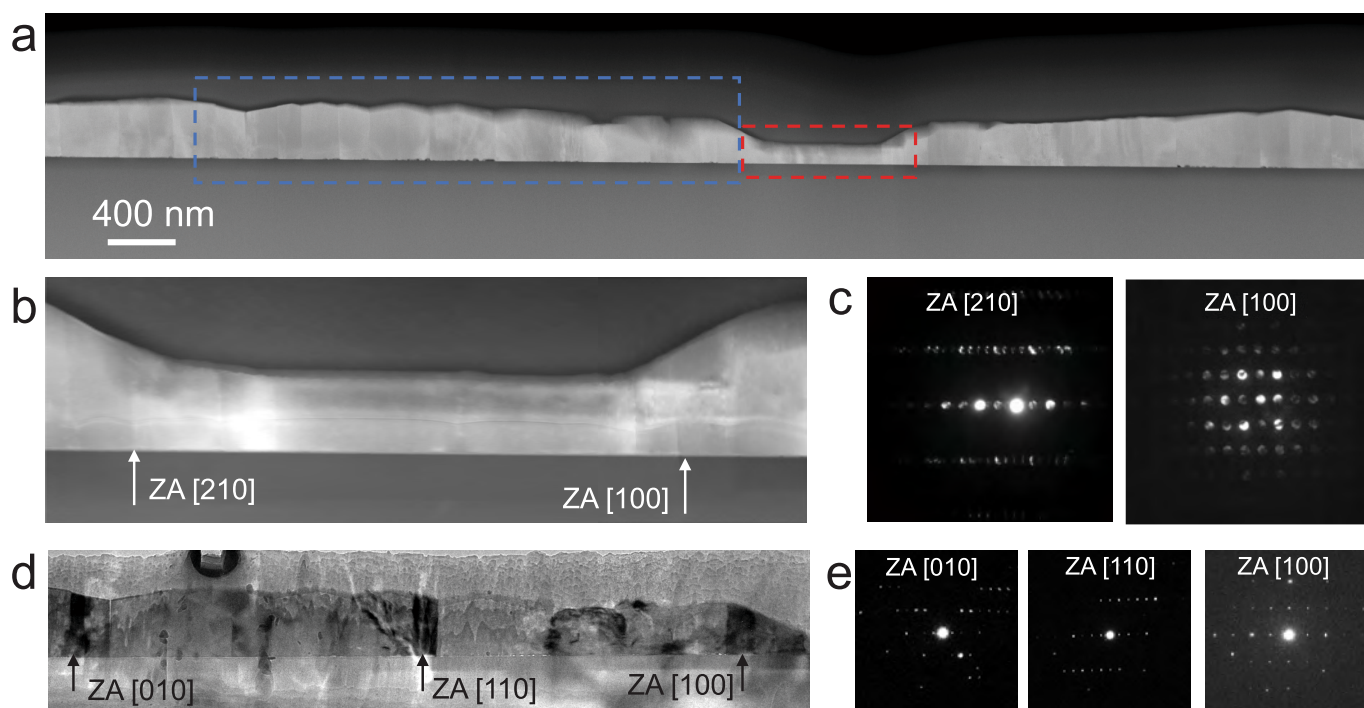 a
400 nm
b
ZA [210]
ZA [100]
c
ZA [210]
ZA [100]
d
ZA [010]
ZA [110]
ZA [100]
e
ZA [010]
ZA [110]
ZA [100]